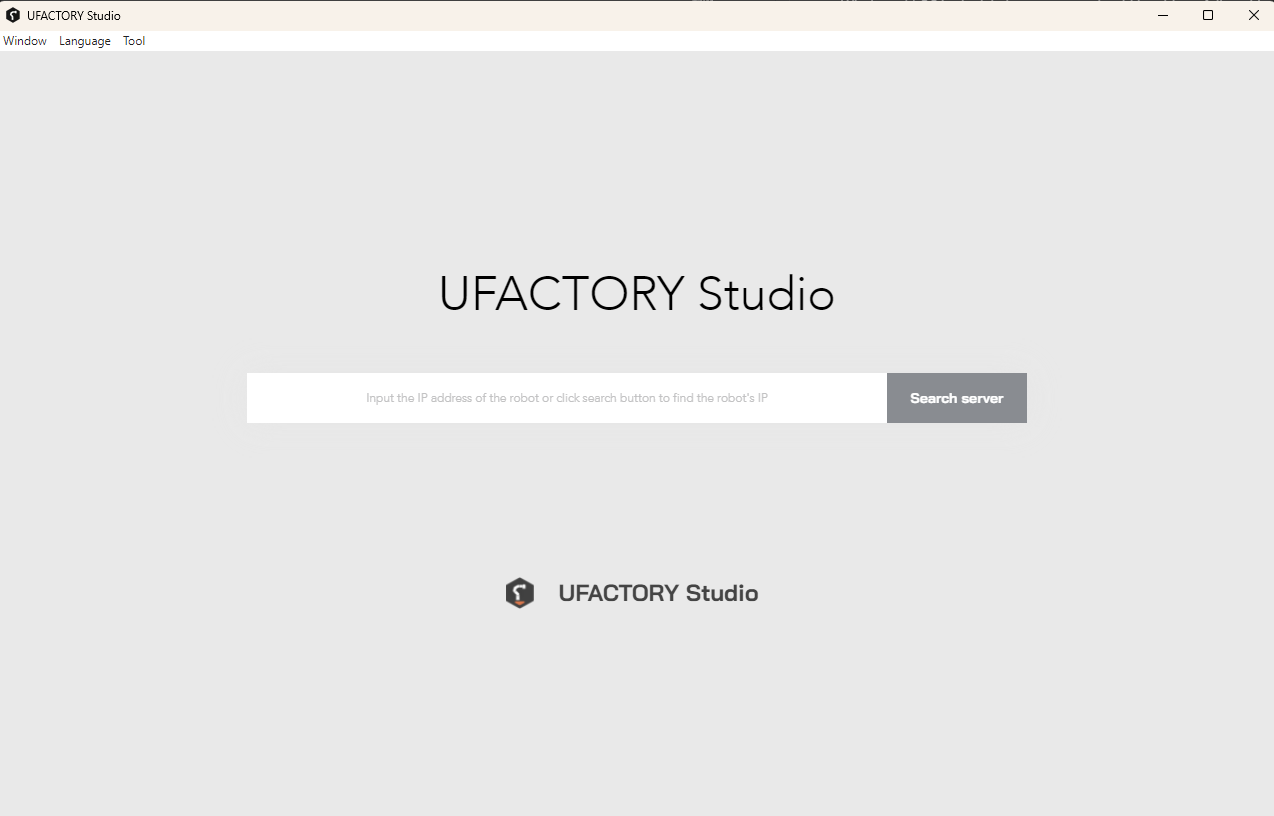 UFACTORY Studio
Window Language Tool
UFACTORY Studio
Input the IP address of the robot or click search button to find the robot's IP
Search server
UFACTORY Studio